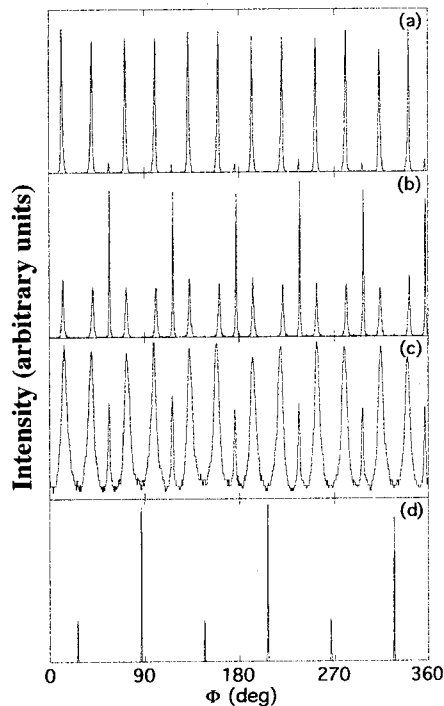 (a)
(b)
(c)
(d)
Intensity (arbitrary units)
0 90 180 270 360
Φ (deg)